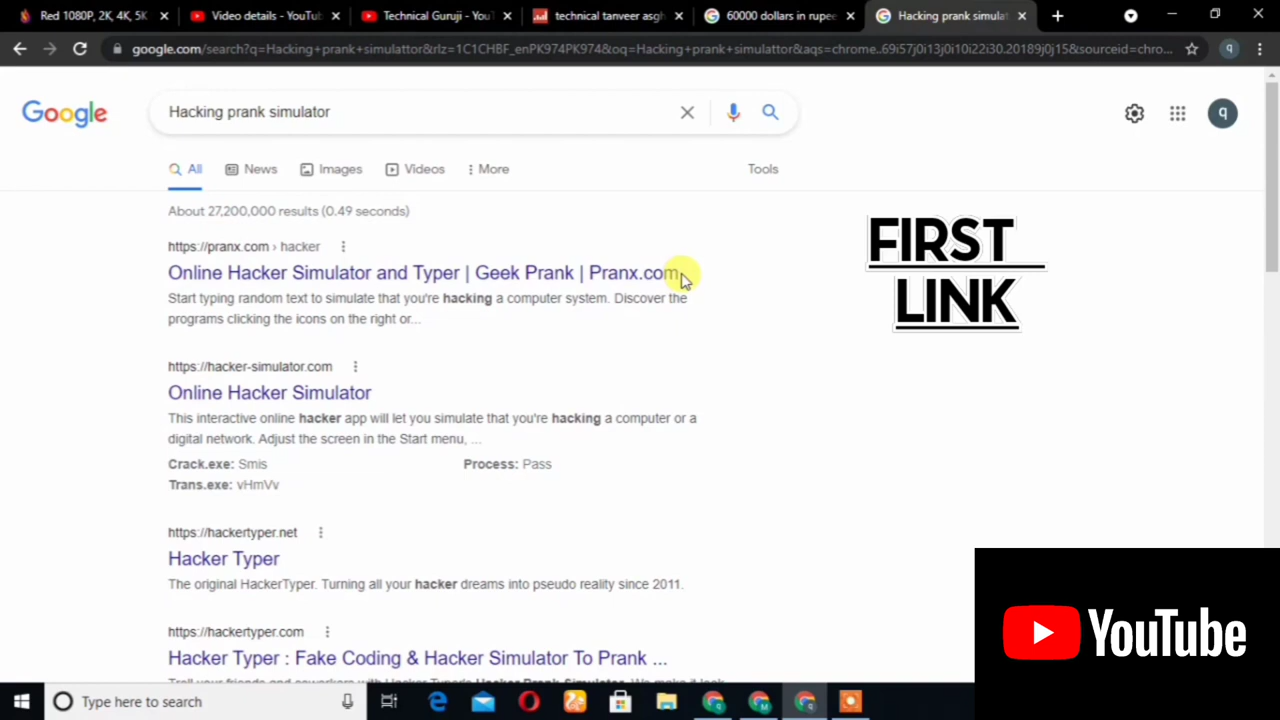 Red 1080P, 2K, 4K, 5K
Video details - YouTub
Technical Guruji - YouT
technical tanveer asgh
60000 dollars in rupee
Hacking prank simulat
google.com/search?q=Hacking+prank+simulattor&rlz=1C1CHBF_enPK974PK974&oq=Hacking+prank+simulattor&aqs=chrome..69i57j0i13j0i10i22i30.20189j0j15&sourceid=chro...
q
Google
Hacking prank simulator
q
All
News
Images
Videos
More
Tools
About 27,200,000 results (0.49 seconds)
https://pranx.com › hacker
Online Hacker Simulator and Typer | Geek Prank | Pranx.com
Start typing random text to simulate that you're hacking a computer system. Discover the
programs clicking the icons on the right or...
FIRST
LINK
https://hacker-simulator.com
Online Hacker Simulator
This interactive online hacker app will let you simulate that you're hacking a computer or a
digital network. Adjust the screen in the Start menu, ...
Crack.exe: Smis
Process: Pass
Trans.exe: vHmVv
https://hackertyper.net
Hacker Typer
The original HackerTyper. Turning all your hacker dreams into pseudo reality since 2011.
https://hackertyper.com
Hacker Typer : Fake Coding & Hacker Simulator To Prank ...
YouTube
Type here to search